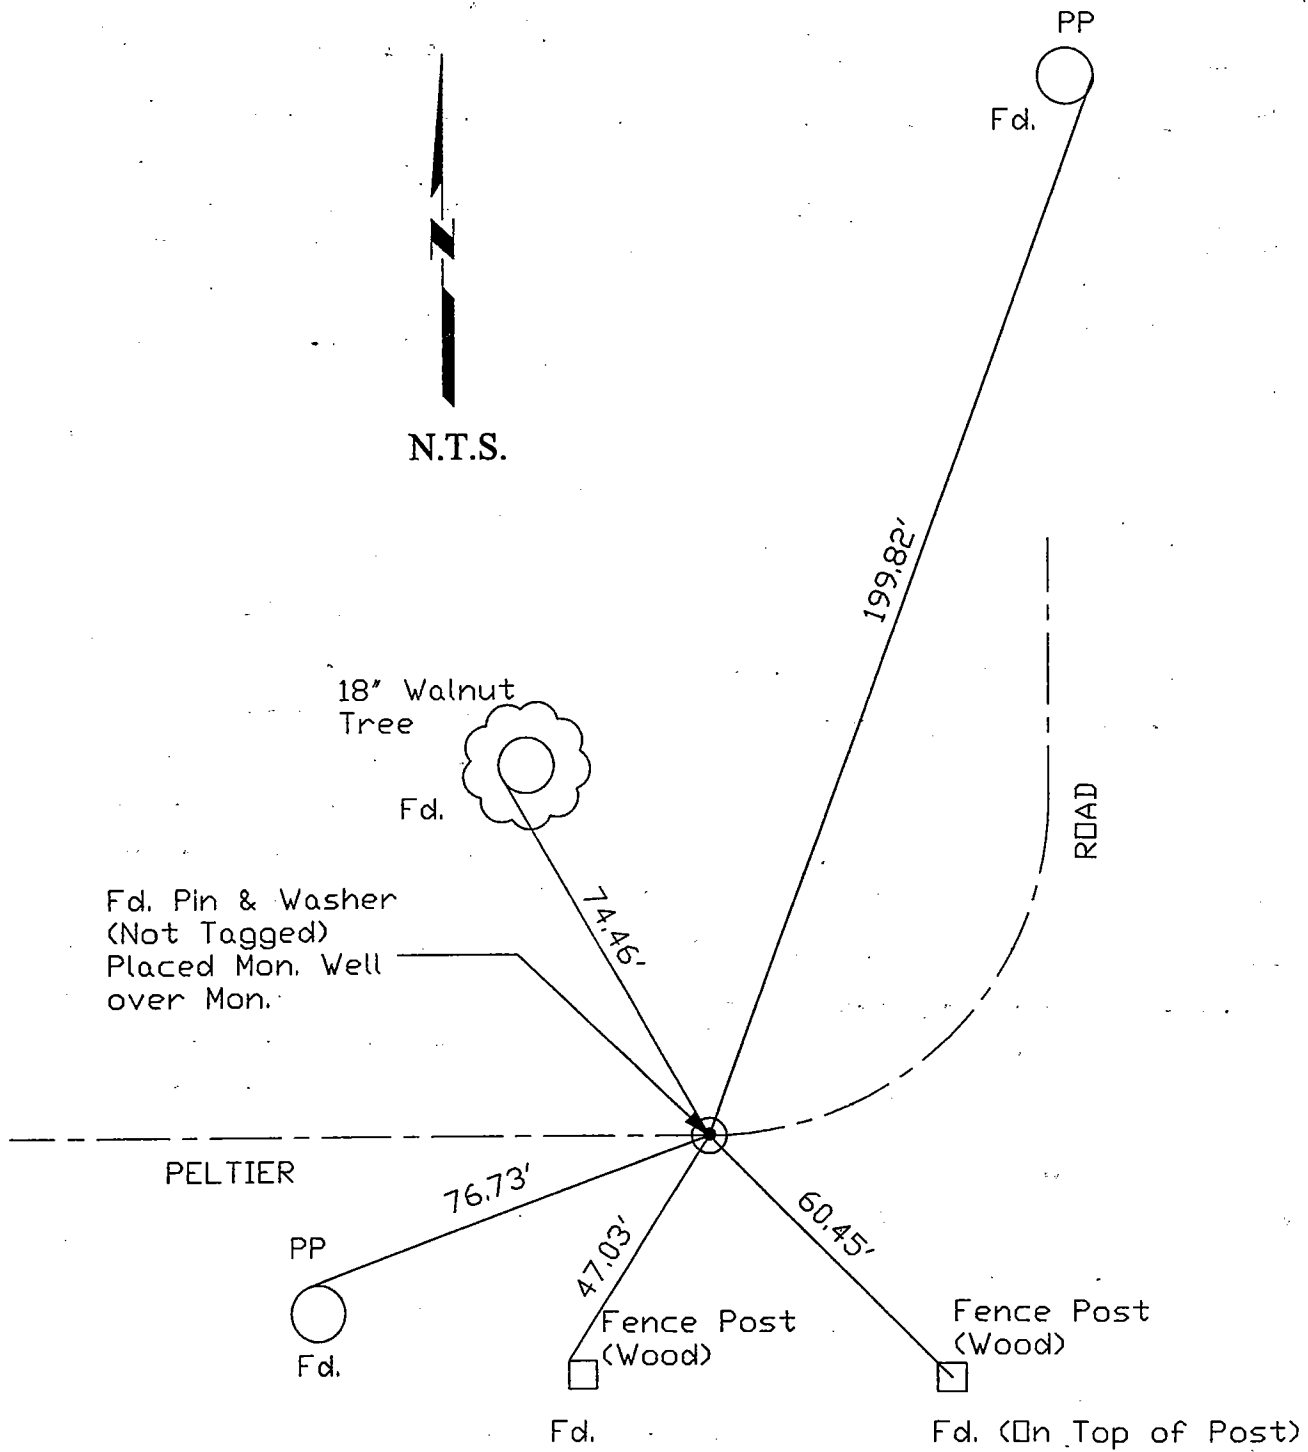 PP
Fd.
N
N.T.S.
199.82'
18" Walnut
Tree
Fd.
ROAD
74.46'
Fd. Pin & Washer
(Not Tagged)
Placed Mon. Well
over Mon.
PELTIER
76.73'
47.03'
60.45'
PP
Fd.
Fence Post
(Wood)
Fd.
Fence Post
(Wood)
Fd. (On Top of Post)